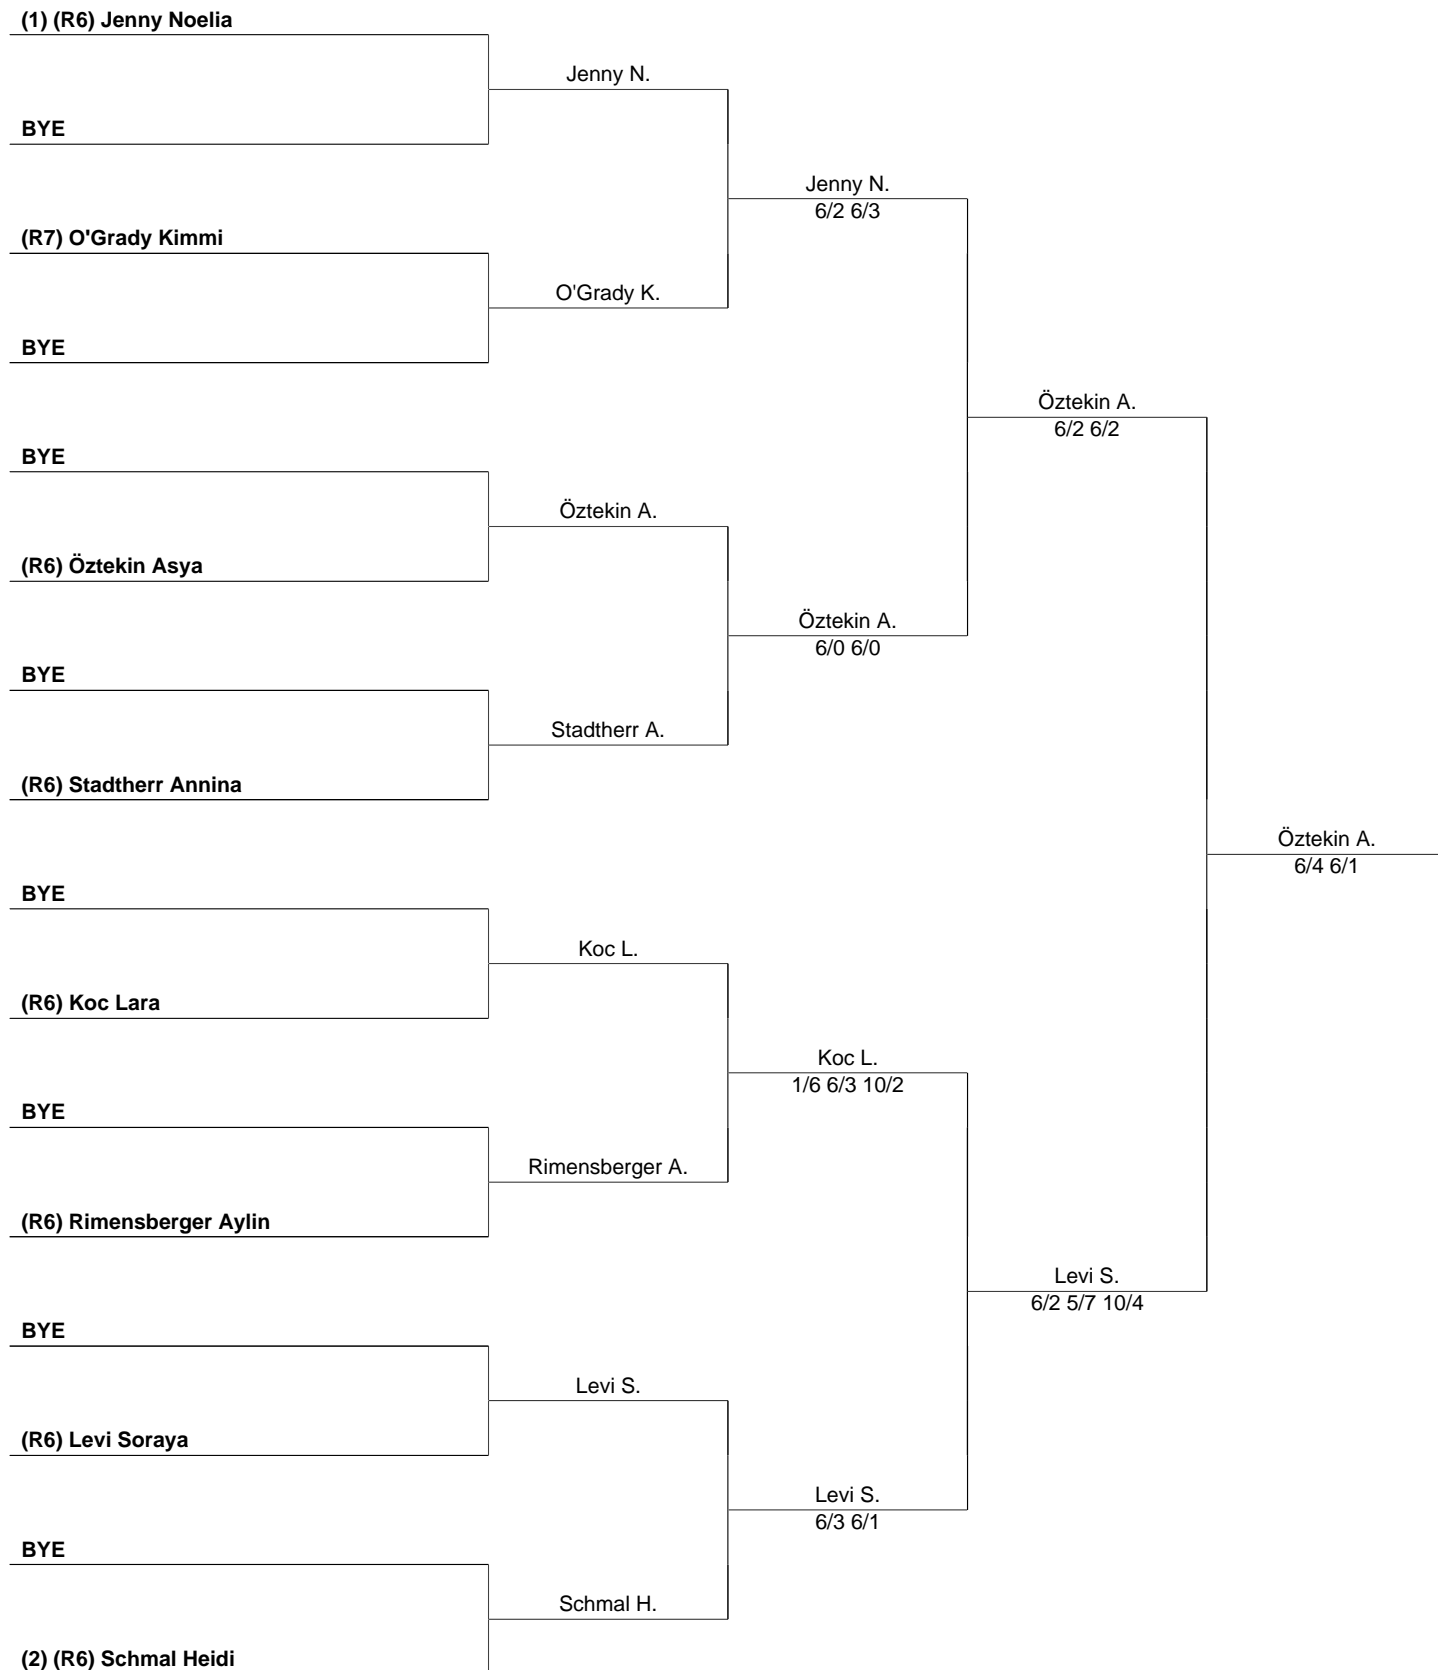 (1) (R6) Jenny Noelia
Jenny N.
BYE
Jenny N.
6/2 6/3
(R7) O'Grady Kimmi
O'Grady K.
BYE
Öztekin A.
6/2 6/2
BYE
Öztekin A.
(R6) Öztekin Asya
Öztekin A.
6/0 6/0
BYE
Stadtherr A.
(R6) Stadtherr Annina
Öztekin A.
6/4 6/1
BYE
Koc L.
(R6) Koc Lara
Koc L.
1/6 6/3 10/2
BYE
Rimensberger A.
(R6) Rimensberger Aylin
Levi S.
6/2 5/7 10/4
BYE
Levi S.
(R6) Levi Soraya
Levi S.
6/3 6/1
BYE
Schmal H.
(2) (R6) Schmal Heidi